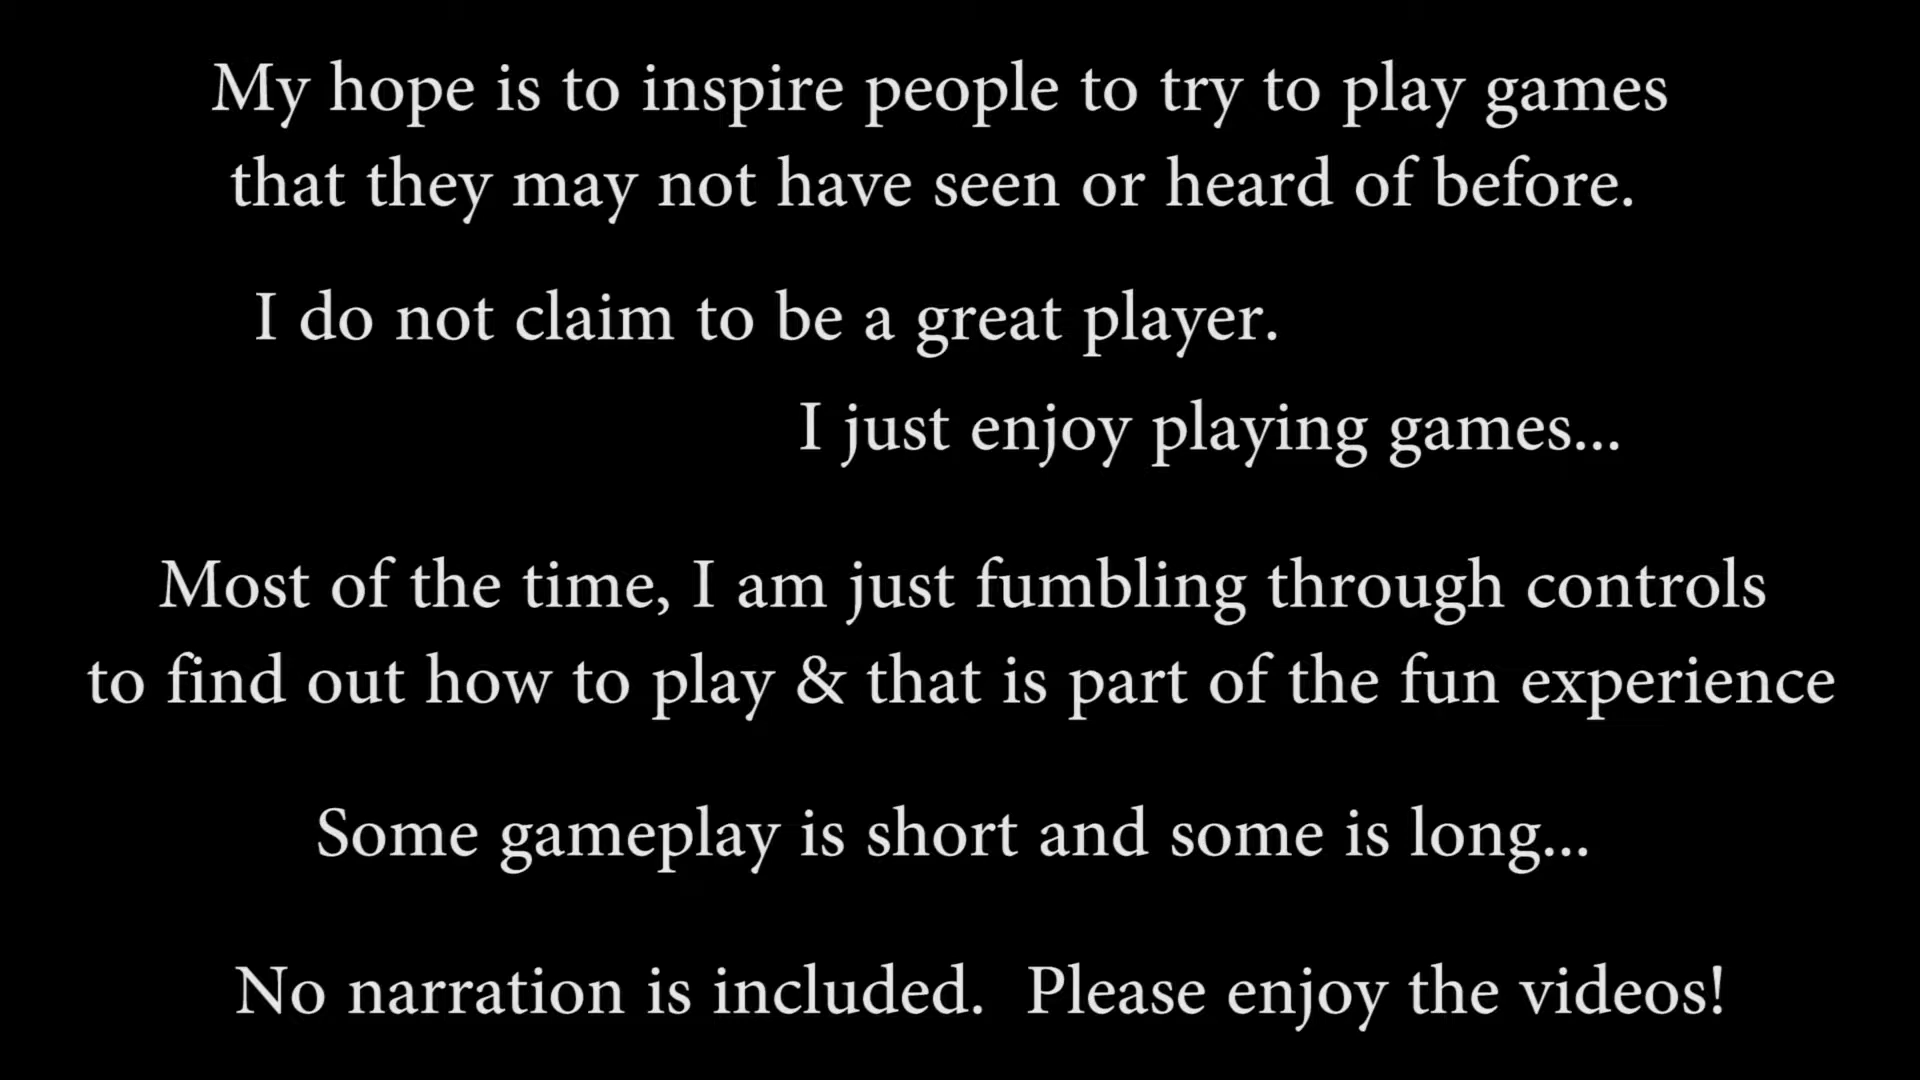 My hope is to inspire people to try to play games
that they may not have seen or heard of before.
I do not claim to be a great player.
I just enjoy playing games...
Most of the time, I am just fumbling through controls
to find out how to play & that is part of the fun experience
Some gameplay is short and some is long...
No narration is included.  Please enjoy the videos!